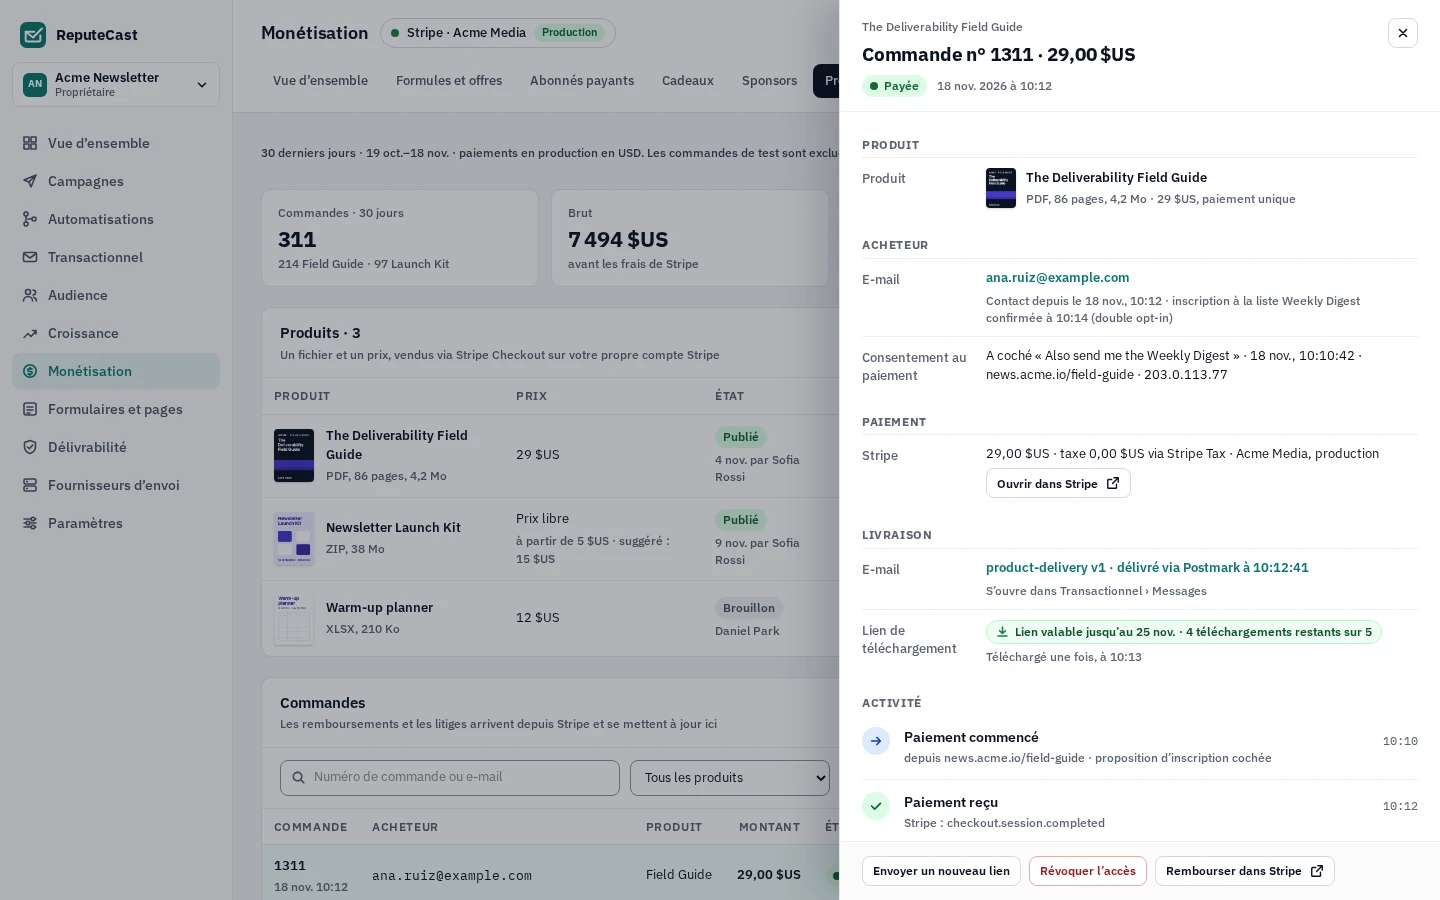 ReputeCast
AN
Acme Newsletter
Propriétaire
Vue d’ensemble
Campagnes
Automatisations
Transactionnel
Audience
Croissance
Monétisation
Formulaires et pages
Délivrabilité
Fournisseurs d’envoi
Paramètres
Monétisation
Stripe · Acme Media
Production
Vue d’ensemble
Formules et offres
Abonnés payants
Cadeaux
Sponsors
30 derniers jours · 19 oct.–18 nov. · paiements en production en USD. Les commandes de test sont exclu
Commandes · 30 jours
311
214 Field Guide · 97 Launch Kit
Brut
7 494 $US
avant les frais de Stripe
Produits · 3
Un fichier et un prix, vendus via Stripe Checkout sur votre propre compte Stripe
PRODUIT
PRIX
ÉTAT
The Deliverability Field
Guide
PDF, 86 pages, 4,2 Mo
29 $US
Publié
4 nov. par Sofia
Rossi
Newsletter Launch Kit
ZIP, 38 Mo
Prix libre
à partir de 5 $US · suggéré :
15 $US
Publié
9 nov. par Sofia
Rossi
Warm-up planner
XLSX, 210 Ko
12 $US
Brouillon
Daniel Park
Commandes
Les remboursements et les litiges arrivent depuis Stripe et se mettent à jour ici
Numéro de commande ou e-mail
Tous les produits
COMMANDE
ACHETEUR
PRODUIT
MONTANT
1311
18 nov. 10:12
ana.ruiz@example.com
Field Guide
29,00 $US
The Deliverability Field Guide
Commande n° 1311 · 29,00 $US
Payée
18 nov. 2026 à 10:12
PRODUIT
Produit
The Deliverability Field Guide
PDF, 86 pages, 4,2 Mo · 29 $US, paiement unique
ACHETEUR
E-mail
ana.ruiz@example.com
Contact depuis le 18 nov., 10:12 · inscription à la liste Weekly Digest
confirmée à 10:14 (double opt-in)
Consentement au
paiement
A coché « Also send me the Weekly Digest » · 18 nov., 10:10:42 ·
news.acme.io/field-guide · 203.0.113.77
PAIEMENT
Stripe
29,00 $US · taxe 0,00 $US via Stripe Tax · Acme Media, production
Ouvrir dans Stripe
LIVRAISON
E-mail
product-delivery v1 · délivré via Postmark à 10:12:41
S’ouvre dans Transactionnel › Messages
Lien de
téléchargement
Lien valable jusqu’au 25 nov. · 4 téléchargements restants sur 5
Téléchargé une fois, à 10:13
ACTIVITÉ
Paiement commencé
10:10
depuis news.acme.io/field-guide · proposition d’inscription cochée
Paiement reçu
10:12
Stripe : checkout.session.completed
Envoyer un nouveau lien
Révoquer l’accès
Rembourser dans Stripe